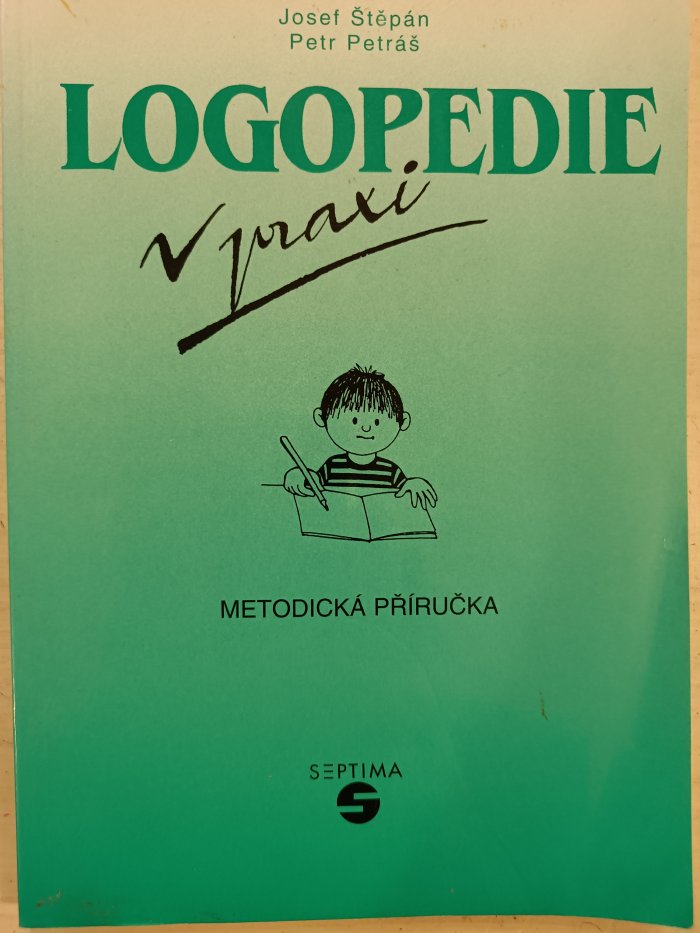 Josef Štěpán
Petr Petráš
LOGOPEDIE
v praxi
METODICKÁ PŘÍRUČKA
SEPTIMA